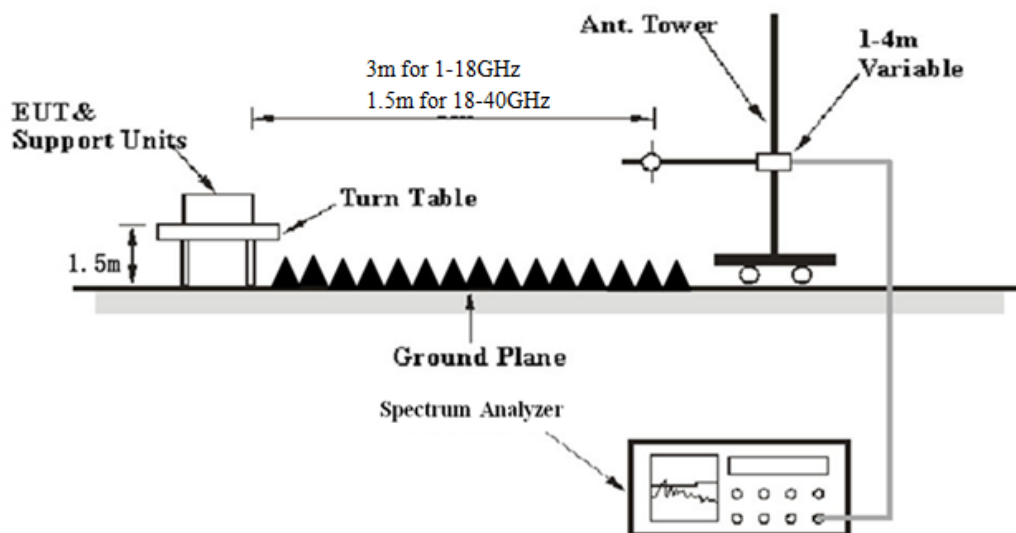 Ant. Tower
1-4m
Variable
3m for 1-18GHz
1.5m for 18-40GHz
EUT&
Support Units
Turn Table
1.5m
Ground Plane
Spectrum Analyzer